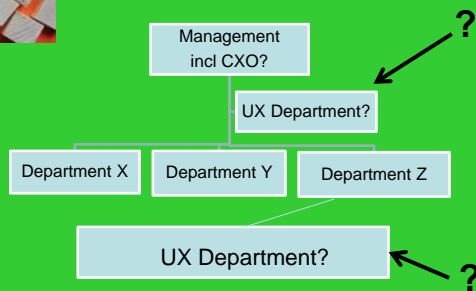 ?
Management
incl CXO?
UX Department?
Department X
Department Y
Department Z
UX Department?
?